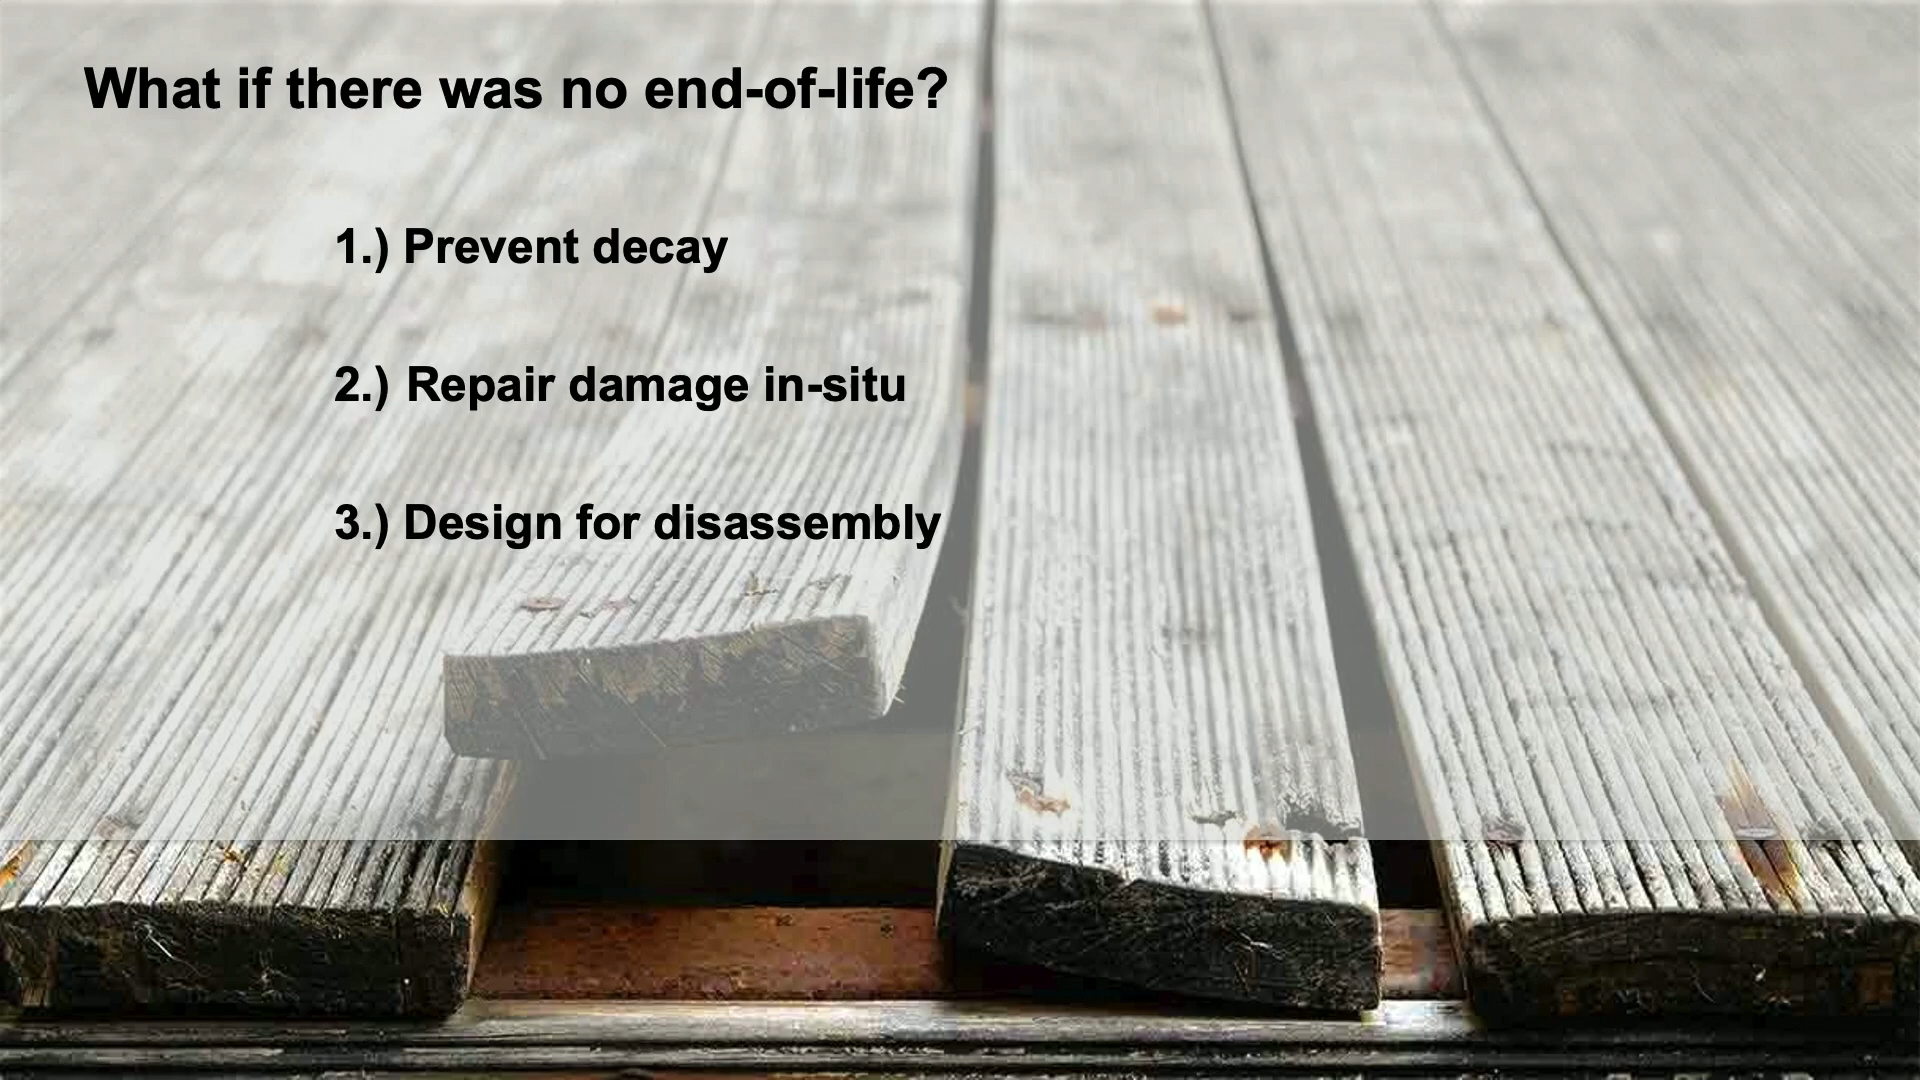 What if there was no end-of-life?
1.) Prevent decay
2.) Repair damage in-situ
3.) Design for disassembly